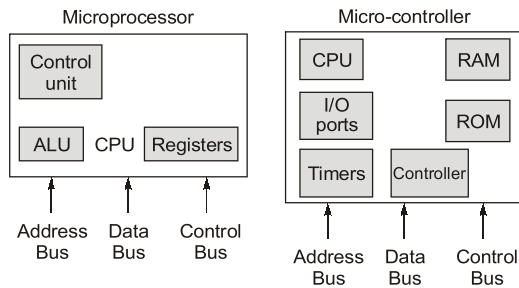 Microprocessor
Control
unit
ALU
CPU
Registers
Address
Bus
Data
Bus
Control
Bus
Micro-controller
CPU
RAM
I/O
ports
ROM
Timers
Controller
Address
Bus
Data
Bus
Control
Bus